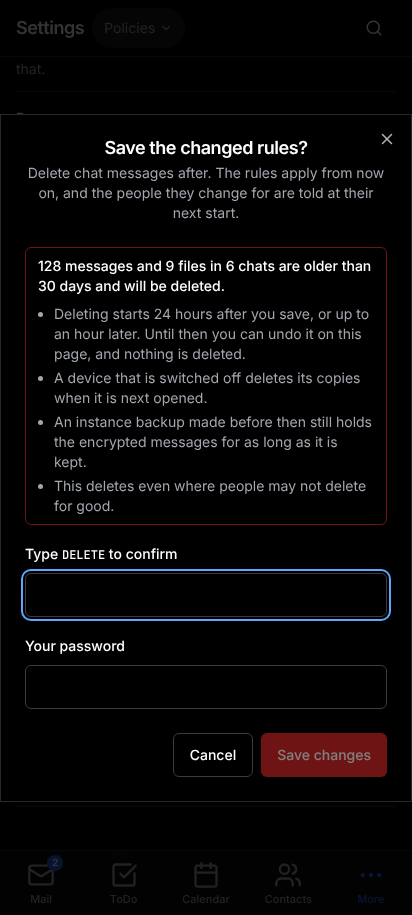 Settings
Policies
that.
Save the changed rules?
Delete chat messages after. The rules apply from now
on, and the people they change for are told at their
next start.
128 messages and 9 files in 6 chats are older than
30 days and will be deleted.
• Deleting starts 24 hours after you save, or up to
an hour later. Until then you can undo it on this
page, and nothing is deleted.
• A device that is switched off deletes its copies
when it is next opened.
• An instance backup made before then still holds
the encrypted messages for as long as it is
kept.
• This deletes even where people may not delete
for good.
Type DELETE to confirm
Your password
Cancel
Save changes
2
Mail
ToDo
Calendar
Contacts
More